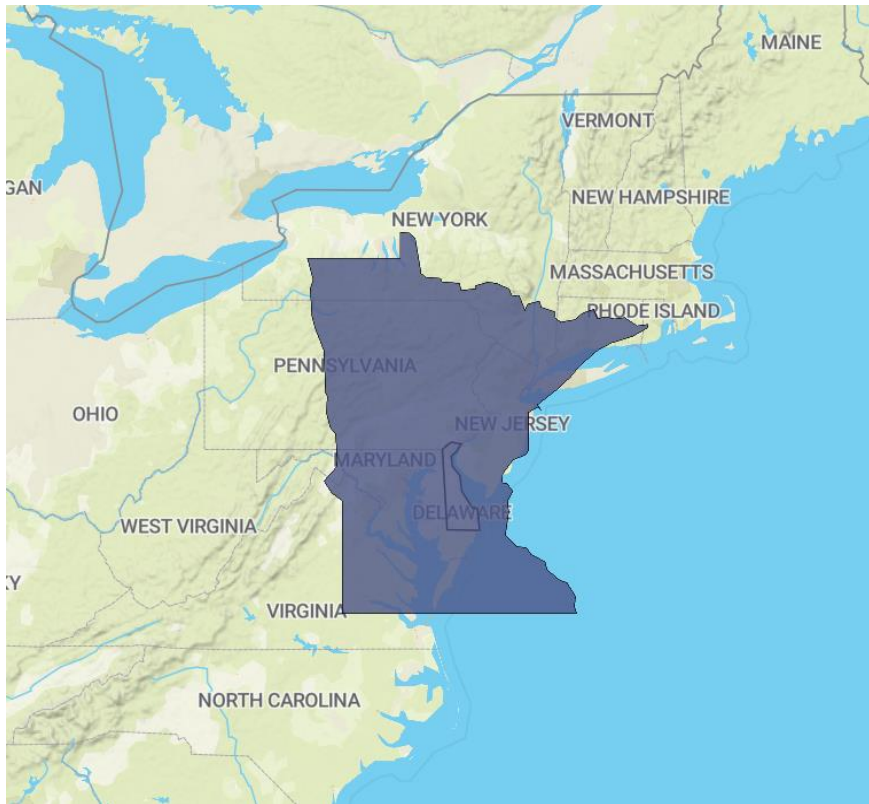 MAINE
VERMONT
GAN
NEW HAMPSHIRE
NEW YORK
MASSACHUSETTS
RHODE ISLAND
PENNSYLVANIA
OHIO
NEW JERSEY
MARYLAND
DELAWARE
WEST VIRGINIA
KY
VIRGINIA
NORTH CAROLINA